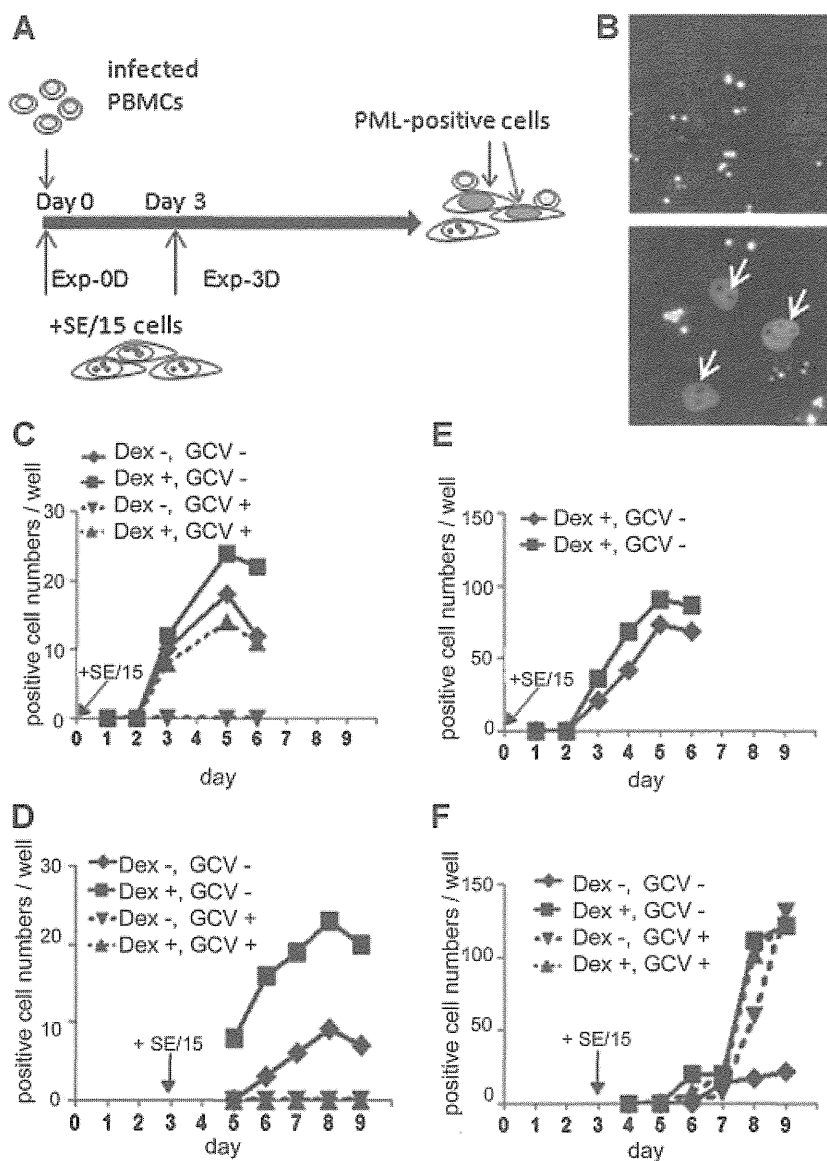 A
infected
PBMCs
PML-positive cells
Day 0
Day 3
Exp-0D
Exp-3D
+SE/15 cells
B
C
Dex -, GCV -
Dex +, GCV -
Dex -, GCV +
Dex +, GCV +
positive cell numbers / well
30
20
10
0
+SE/15
0 1 2 3 4 5 6 7 8 9
day
E
Dex +, GCV -
Dex +, GCV -
positive cell numbers / well
150
100
50
0
+SE/15
0 1 2 3 4 5 6 7 8 9
day
D
Dex -, GCV -
Dex +, GCV -
Dex -, GCV +
Dex +, GCV +
positive cell numbers / well
30
20
10
0
+ SE/15
0 1 2 3 4 5 6 7 8 9
day
F
Dex -, GCV -
Dex +, GCV -
Dex -, GCV +
Dex +, GCV +
positive cell numbers / well
150
100
50
0
+ SE/15
0 1 2 3 4 5 6 7 8 9
day